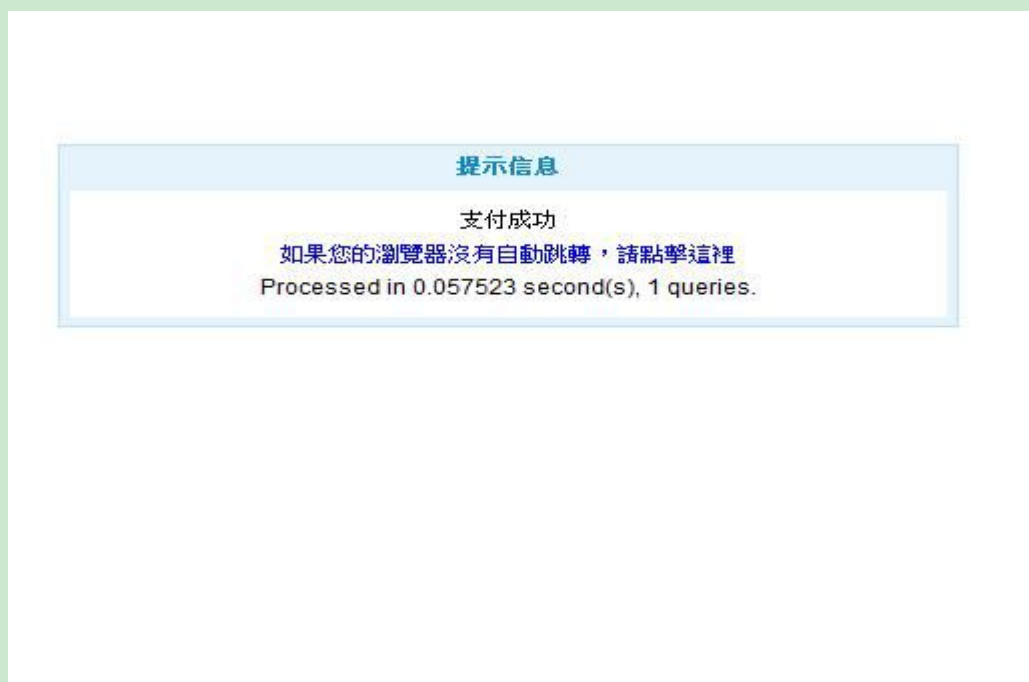 提示信息
支付成功
如果您的瀏覽器沒有自動跳轉，請點擊這裡
Processed in 0.057523 second(s), 1 queries.